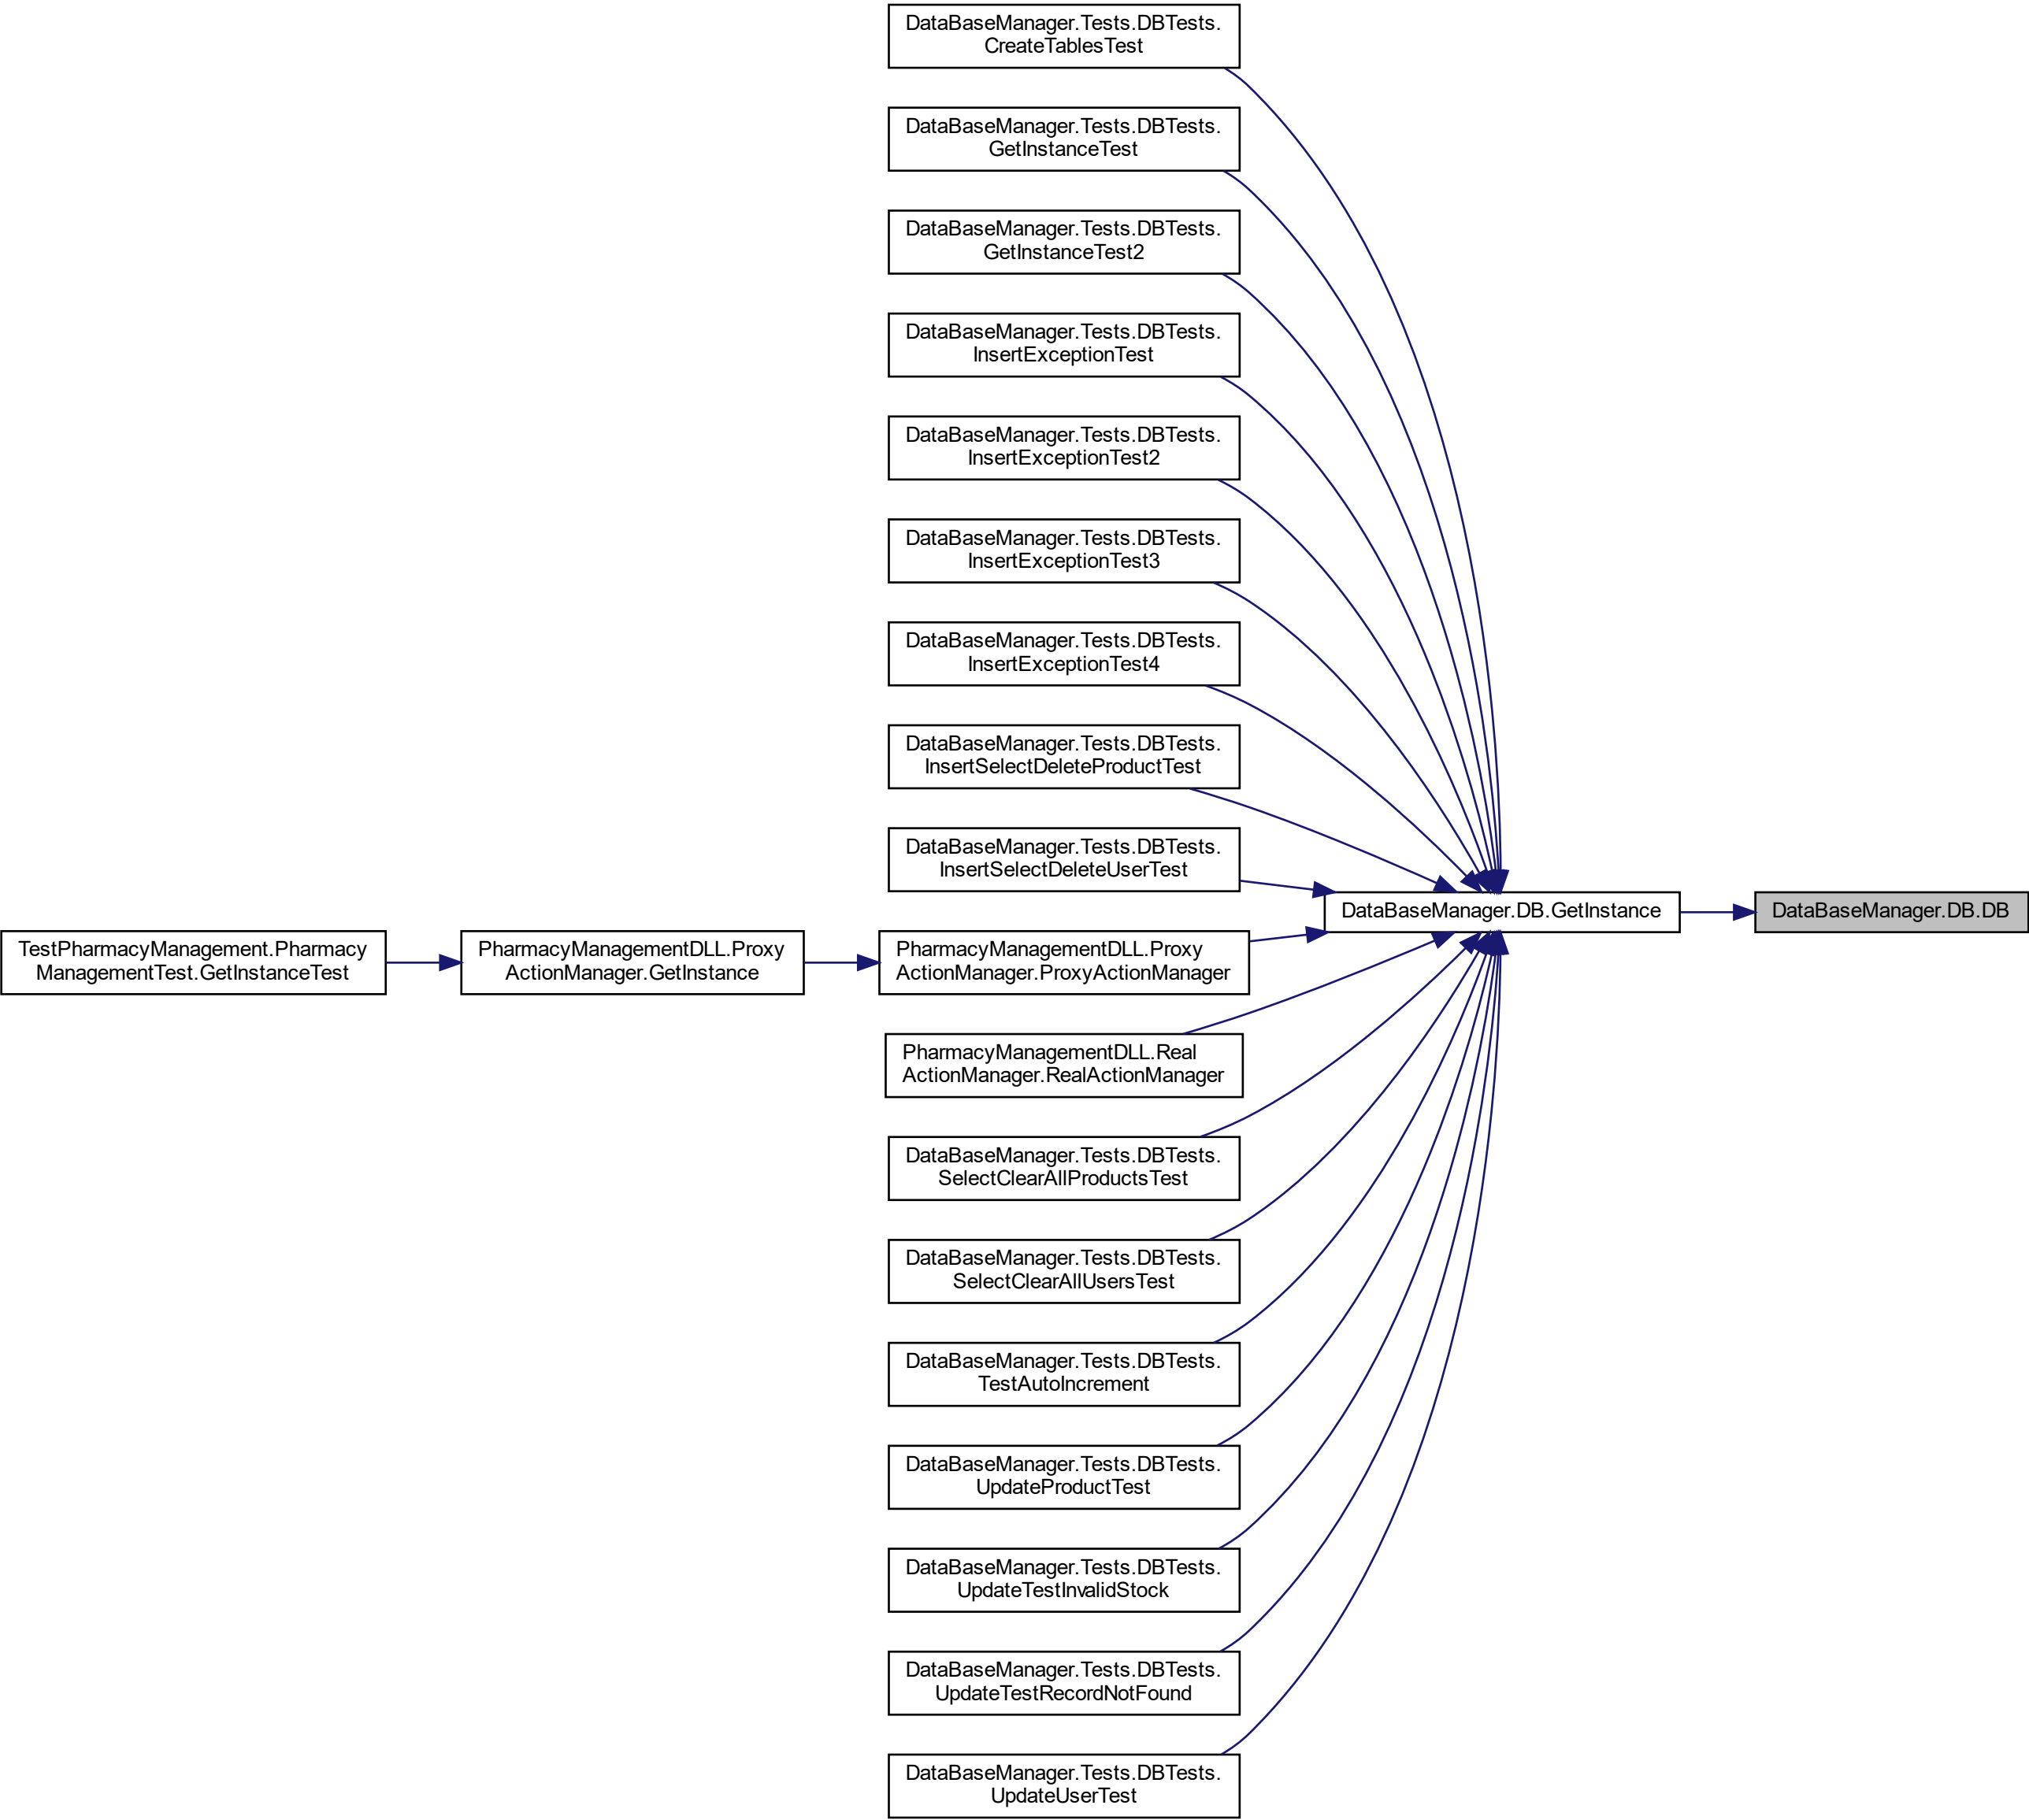 DataBaseManager.Tests.DBTests.
CreateTablesTest
DataBaseManager.Tests.DBTests.
GetInstanceTest
DataBaseManager.Tests.DBTests.
GetInstanceTest2
DataBaseManager.Tests.DBTests.
InsertExceptionTest
DataBaseManager.Tests.DBTests.
InsertExceptionTest2
DataBaseManager.Tests.DBTests.
InsertExceptionTest3
DataBaseManager.Tests.DBTests.
InsertExceptionTest4
DataBaseManager.Tests.DBTests.
InsertSelectDeleteProductTest
DataBaseManager.Tests.DBTests.
InsertSelectDeleteUserTest
DataBaseManager.DB.GetInstance
DataBaseManager.DB.DB
TestPharmacyManagement.Pharmacy
ManagementTest.GetInstanceTest
PharmacyManagementDLL.Proxy
ActionManager.GetInstance
PharmacyManagementDLL.Proxy
ActionManager.ProxyActionManager
PharmacyManagementDLL.Real
ActionManager.RealActionManager
DataBaseManager.Tests.DBTests.
SelectClearAllProductsTest
DataBaseManager.Tests.DBTests.
SelectClearAllUsersTest
DataBaseManager.Tests.DBTests.
TestAutoIncrement
DataBaseManager.Tests.DBTests.
UpdateProductTest
DataBaseManager.Tests.DBTests.
UpdateTestInvalidStock
DataBaseManager.Tests.DBTests.
UpdateTestRecordNotFound
DataBaseManager.Tests.DBTests.
UpdateUserTest